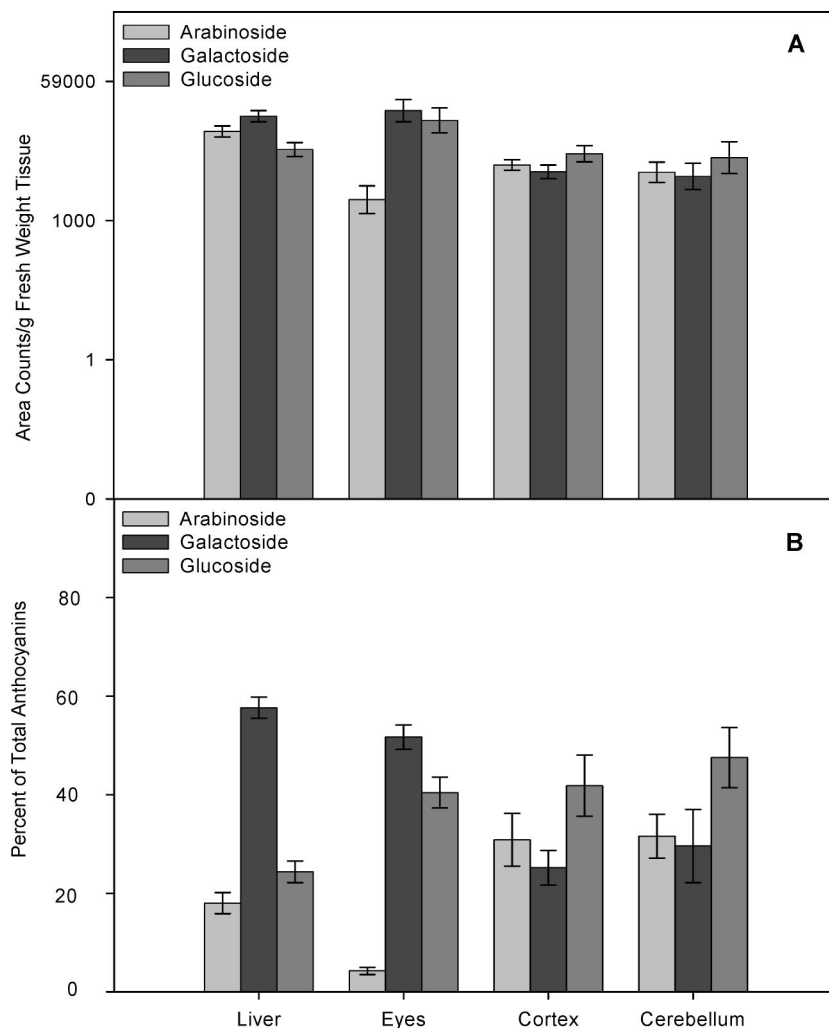 Arabinoside
Galactoside
Glucoside
A
59000
1000
1
0
Area Counts/g Fresh Weight Tissue
Arabinoside
Galactoside
Glucoside
B
80
60
40
20
0
Percent of Total Anthocyanins
Liver Eyes Cortex Cerebellum